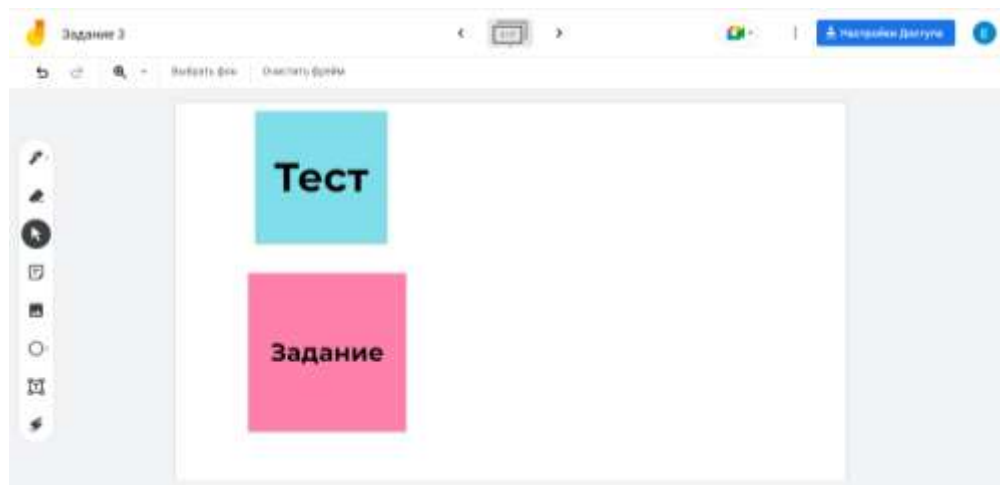 Задание 3
Настройки Доступа
Выбрать фон Очистить фрейм
Тест
Задание